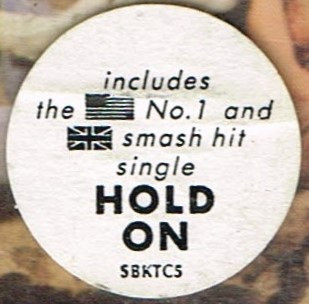 includes
the No.1 and
smash hit
single
HOLD
ON
SBKTC5